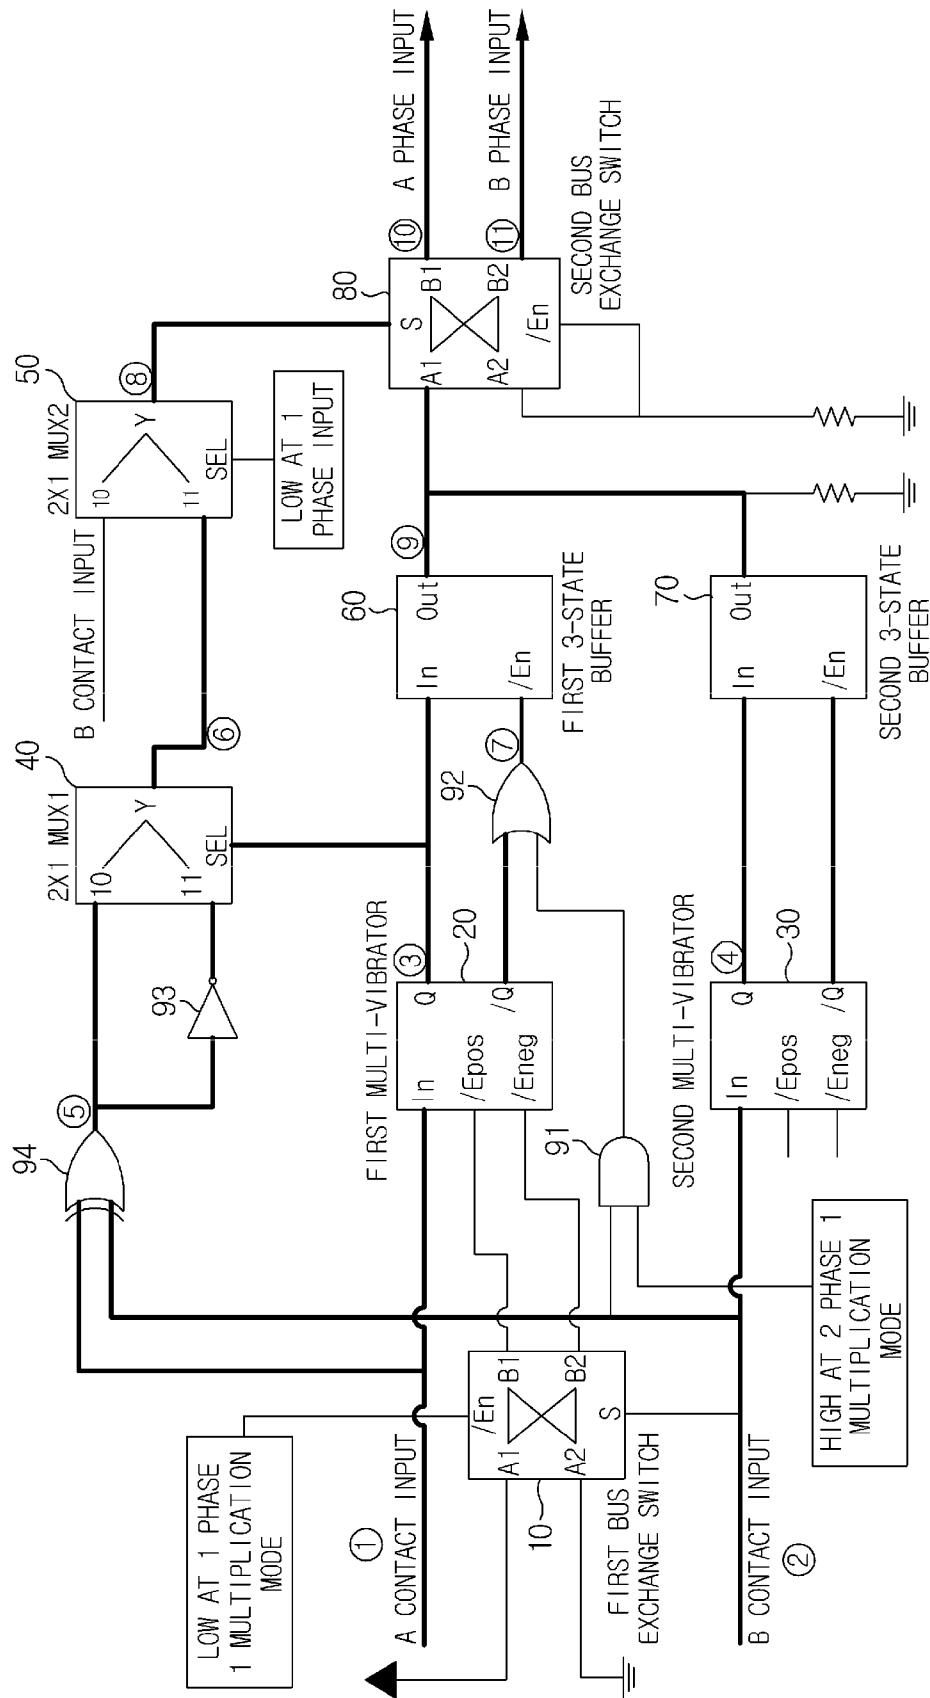 LOW AT 1 PHASE
1 MULTIPLICATION
MODE
①
A CONTACT INPUT
10
FIRST BUS
EXCHANGE SWITCH
/En
A1
B1
A2
B2
S
B CONTACT INPUT
②
HIGH AT 2 PHASE 1
MULTIPLICATION
MODE
94
⑤
93
91
FIRST MULTI-VIBRATOR
In
Q
/Epos
/Eneg
/Q
20
③
SECOND MULTI-VIBRATOR
In
Q
/Epos
/Eneg
/Q
30
④
2X1 MUX1
40
10
11
Y
SEL
⑥
92
⑦
B CONTACT INPUT
2X1 MUX2
50
10
11
Y
SEL
⑧
LOW AT 1
PHASE INPUT
60
In
Out
/En
FIRST 3-STATE
BUFFER
⑨
70
In
Out
/En
SECOND 3-STATE
BUFFER
80
S
A1
B1
A2
B2
/En
SECOND BUS
EXCHANGE SWITCH
⑩
A PHASE INPUT
⑪
B PHASE INPUT